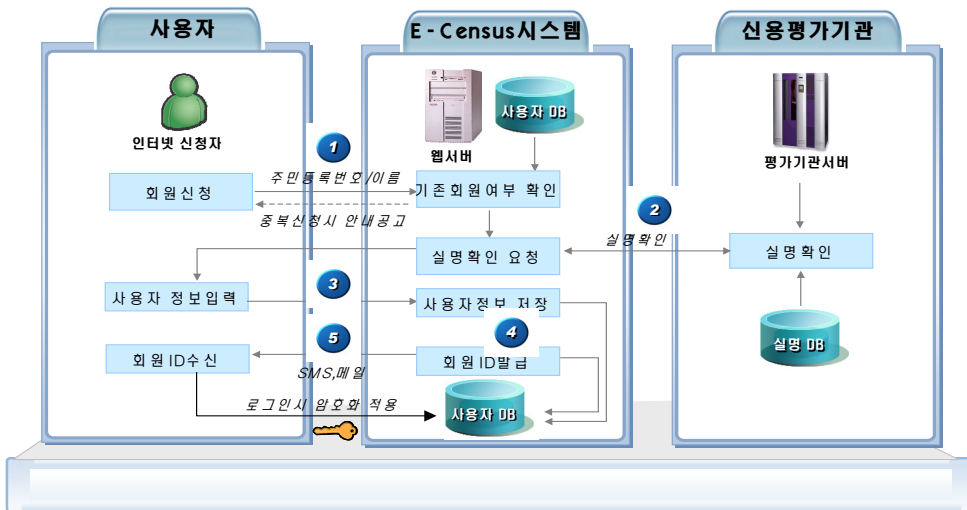 사용자
E-Census시스템
신용평가기관
인터넷 신청자
웹서버
사용자 DB
평가기관서버
1
주민등록번호/이름
회원신청
기존회원여부 확인
중복신청시 안내공고
2
실명확인
실명확인 요청
실명확인
3
사용자 정보입력
사용자정보 저장
4
5
실명 DB
회원ID수신
회원ID발급
SMS,메일
로그인시 암호화 적용
사용자 DB